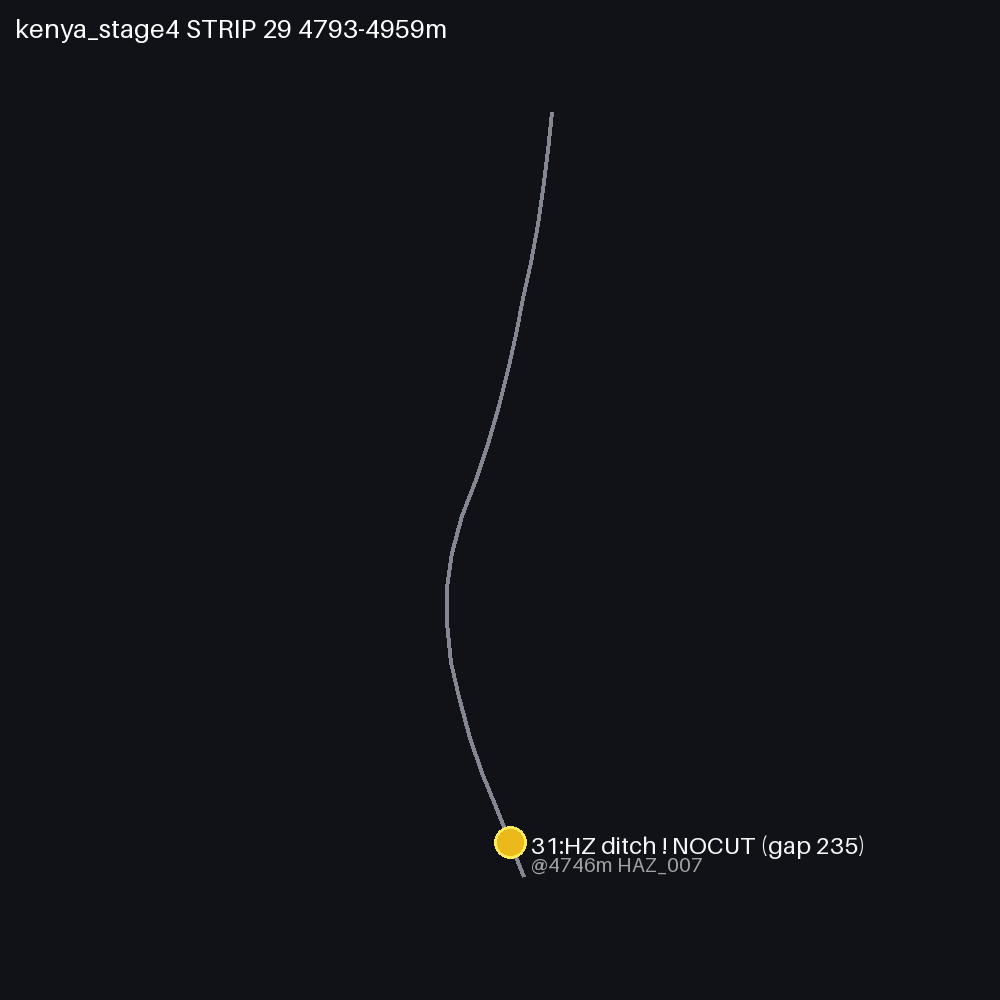 kenya_stage4 STRIP 29 4793-4959m
31:HZ ditch ! NOCUT (gap 235)
@4746m HAZ_007